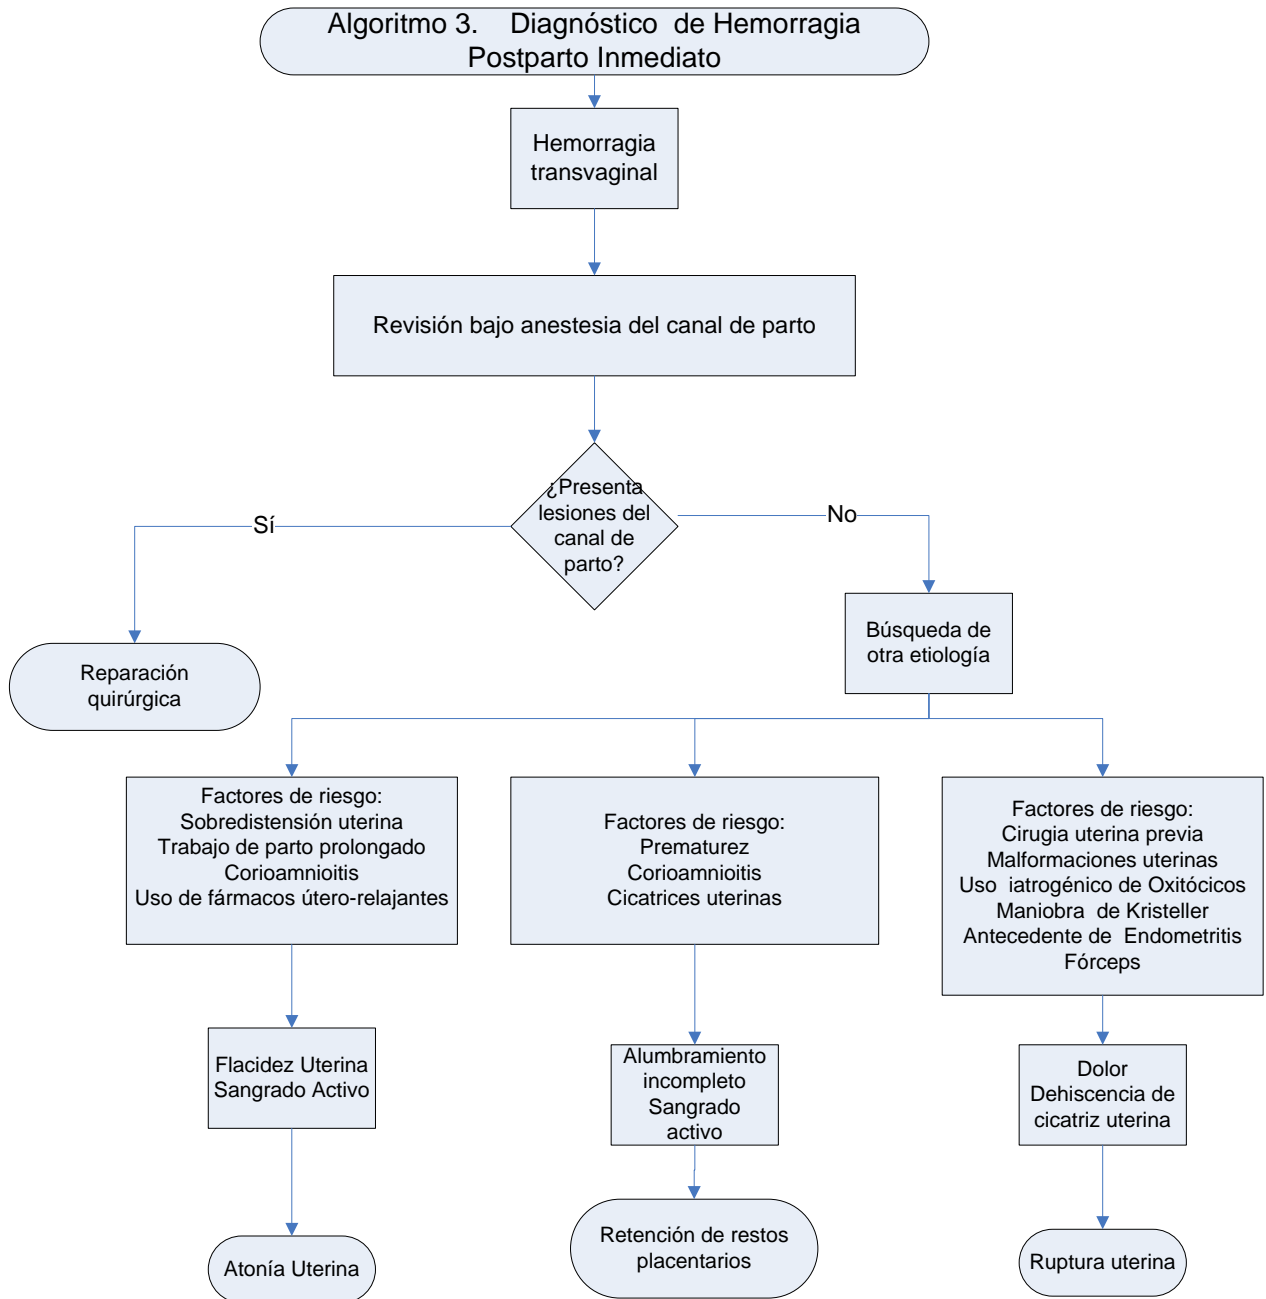 Algoritmo 3. Diagnóstico de Hemorragia
Postparto Inmediato
Hemorragia
transvaginal
Revisión bajo anestesia del canal de parto
¿Presenta
lesiones del
canal de
parto?
Sí
No
Reparación
quirúrgica
Búsqueda de
otra etiología
Factores de riesgo:
Sobredistensión uterina
Trabajo de parto prolongado
Corioamnioitis
Uso de fármacos útero-relajantes
Factores de riesgo:
Prematurez
Corioamnioitis
Cicatrices uterinas
Factores de riesgo:
Cirugia uterina previa
Malformaciones uterinas
Uso iatrogénico de Oxitócicos
Maniobra de Kristeller
Antecedente de Endometritis
Fórceps
Flacidez Uterina
Sangrado Activo
Alumbramiento
incompleto
Sangrado
activo
Dolor
Dehiscencia de
cicatriz uterina
Atonía Uterina
Retención de restos
placentarios
Ruptura uterina